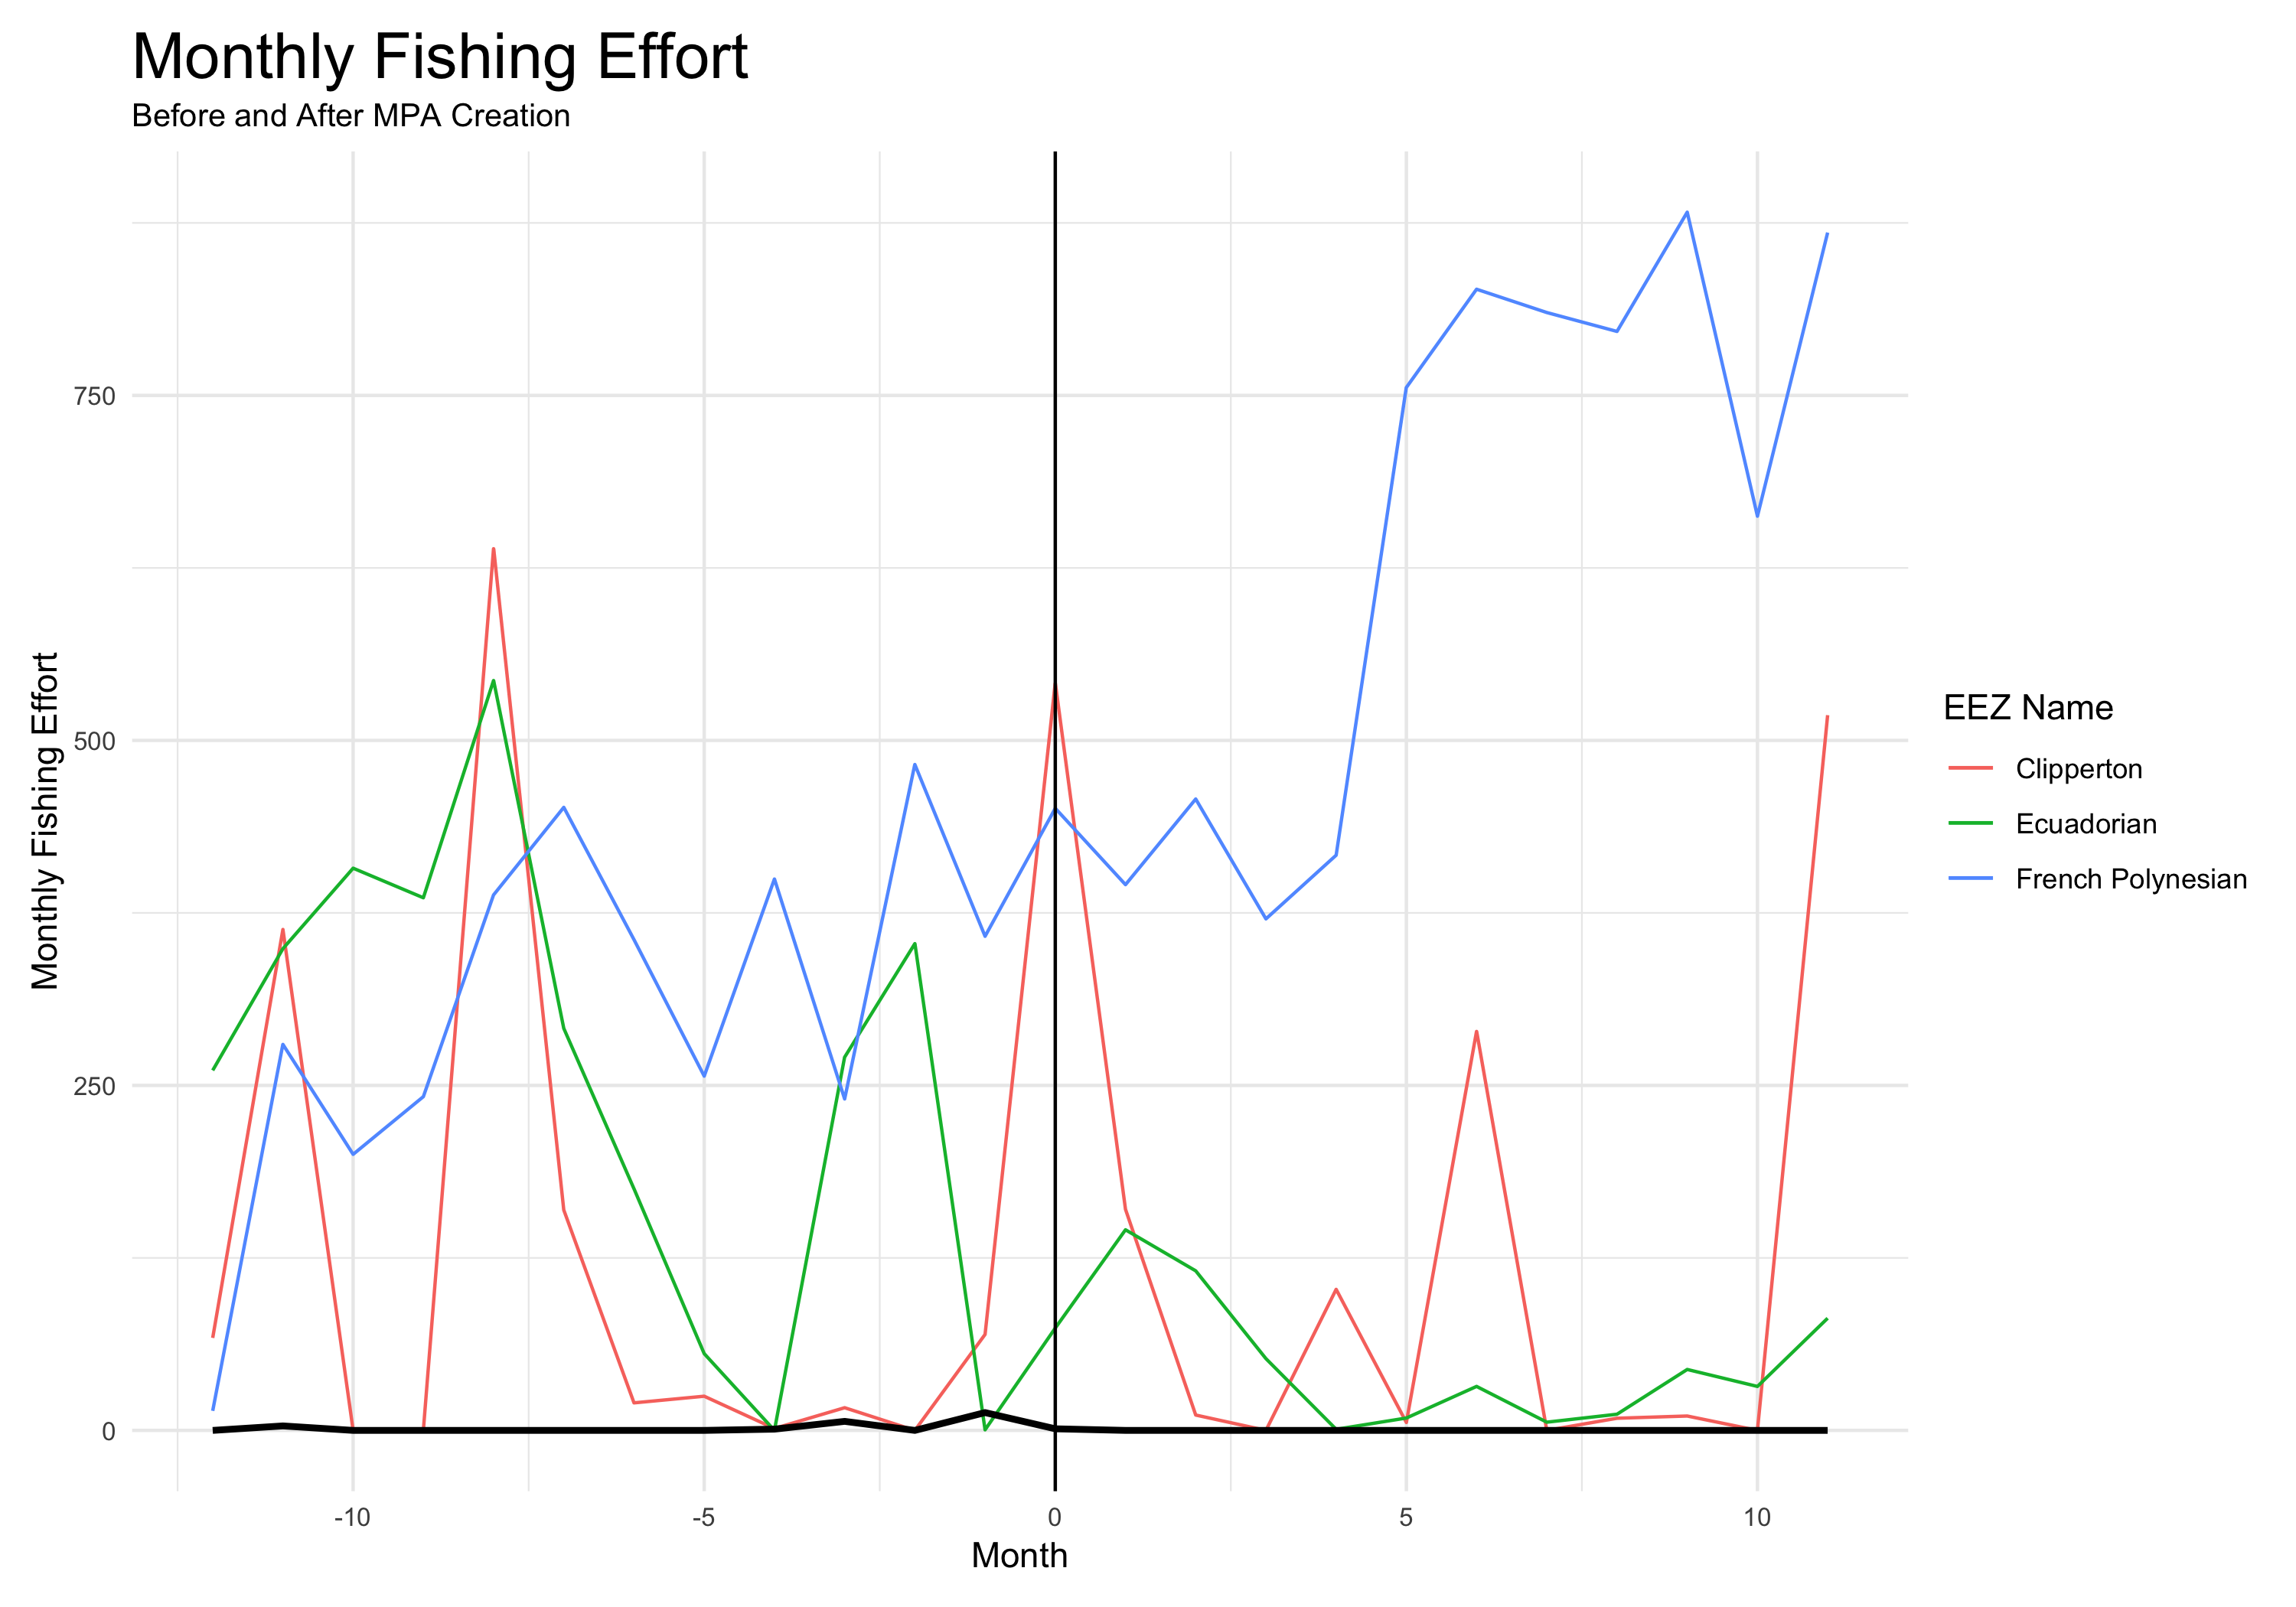 Monthly Fishing Effort
Before and After MPA Creation
Monthly Fishing Effort
750
500
250
0
-10
-5
0
5
10
Month
EEZ Name
Clipperton
Ecuadorian
French Polynesian